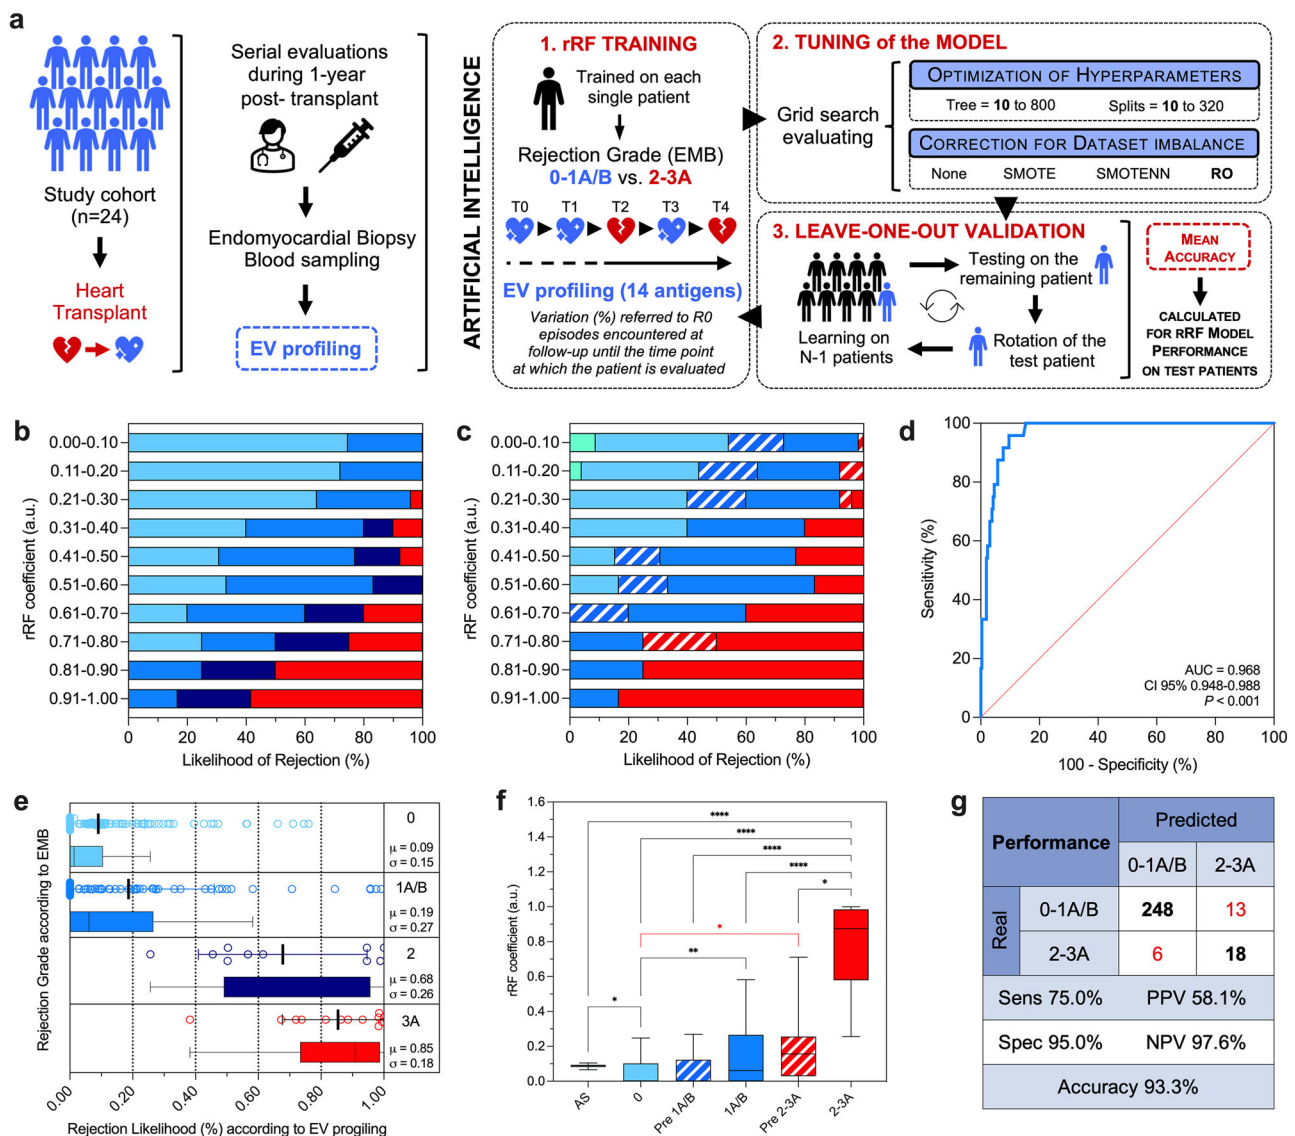 a
Study cohort
(n=24)
Heart
Transplant
Serial evaluations
during 1-year
post- transplant
Endomyocardial Biopsy
Blood sampling
EV profiling
ARTIFICIAL INTELLIGENCE
1. rRF TRAINING
Trained on each
single patient
Rejection Grade (EMB)
0-1A/B vs. 2-3A
T0 T1 T2 T3 T4
EV profiling (14 antigens)
Variation (%) referred to R0
episodes encountered at
follow-up until the time point
at which the patient is evaluated
2. TUNING of the MODEL
Grid search
evaluating
OPTIMIZATION OF HYPERPARAMETERS
Tree = 10 to 800 Splits = 10 to 320
CORRECTION FOR DATASET IMBALANCE
None SMOTE SMOTENN RO
3. LEAVE-ONE-OUT VALIDATION
Testing on the
remaining patient
Learning on
N-1 patients
Rotation of the
test patient
MEAN
ACCURACY
CALCULATED
FOR RRF MODEL
PERFORMANCE
ON TEST PATIENTS
b
rRF coefficient (a.u.)
0.00-0.10
0.11-0.20
0.21-0.30
0.31-0.40
0.41-0.50
0.51-0.60
0.61-0.70
0.71-0.80
0.81-0.90
0.91-1.00
0 20 40 60 80 100
Likelihood of Rejection (%)
c
rRF coefficient (a.u.)
0.00-0.10
0.11-0.20
0.21-0.30
0.31-0.40
0.41-0.50
0.51-0.60
0.61-0.70
0.71-0.80
0.81-0.90
0.91-1.00
0 20 40 60 80 100
Likelihood of Rejection (%)
d
Sensitivity (%)
100
80
60
40
20
0
AUC = 0.968
CI 95% 0.948-0.988
P < 0.001
0 20 40 60 80 100
100 - Specificity (%)
e
Rejection Grade according to EMB
0
μ = 0.09
σ = 0.15
1A/B
μ = 0.19
σ = 0.27
2
μ = 0.68
σ = 0.26
3A
μ = 0.85
σ = 0.18
0.00 0.20 0.40 0.60 0.80 1.00
Rejection Likelihood (%) according to EV progiling
f
rRF coefficient (a.u.)
1.6
1.4
1.2
1.0
0.8
0.6
0.4
0.2
0.0
****
****
****
****
*
*
**
*
AS 0 Pre 1A/B 1A/B Pre 2-3A 2-3A
g
Performance Predicted
0-1A/B 2-3A
Real
0-1A/B 248 13
2-3A 6 18
Sens 75.0% PPV 58.1%
Spec 95.0% NPV 97.6%
Accuracy 93.3%